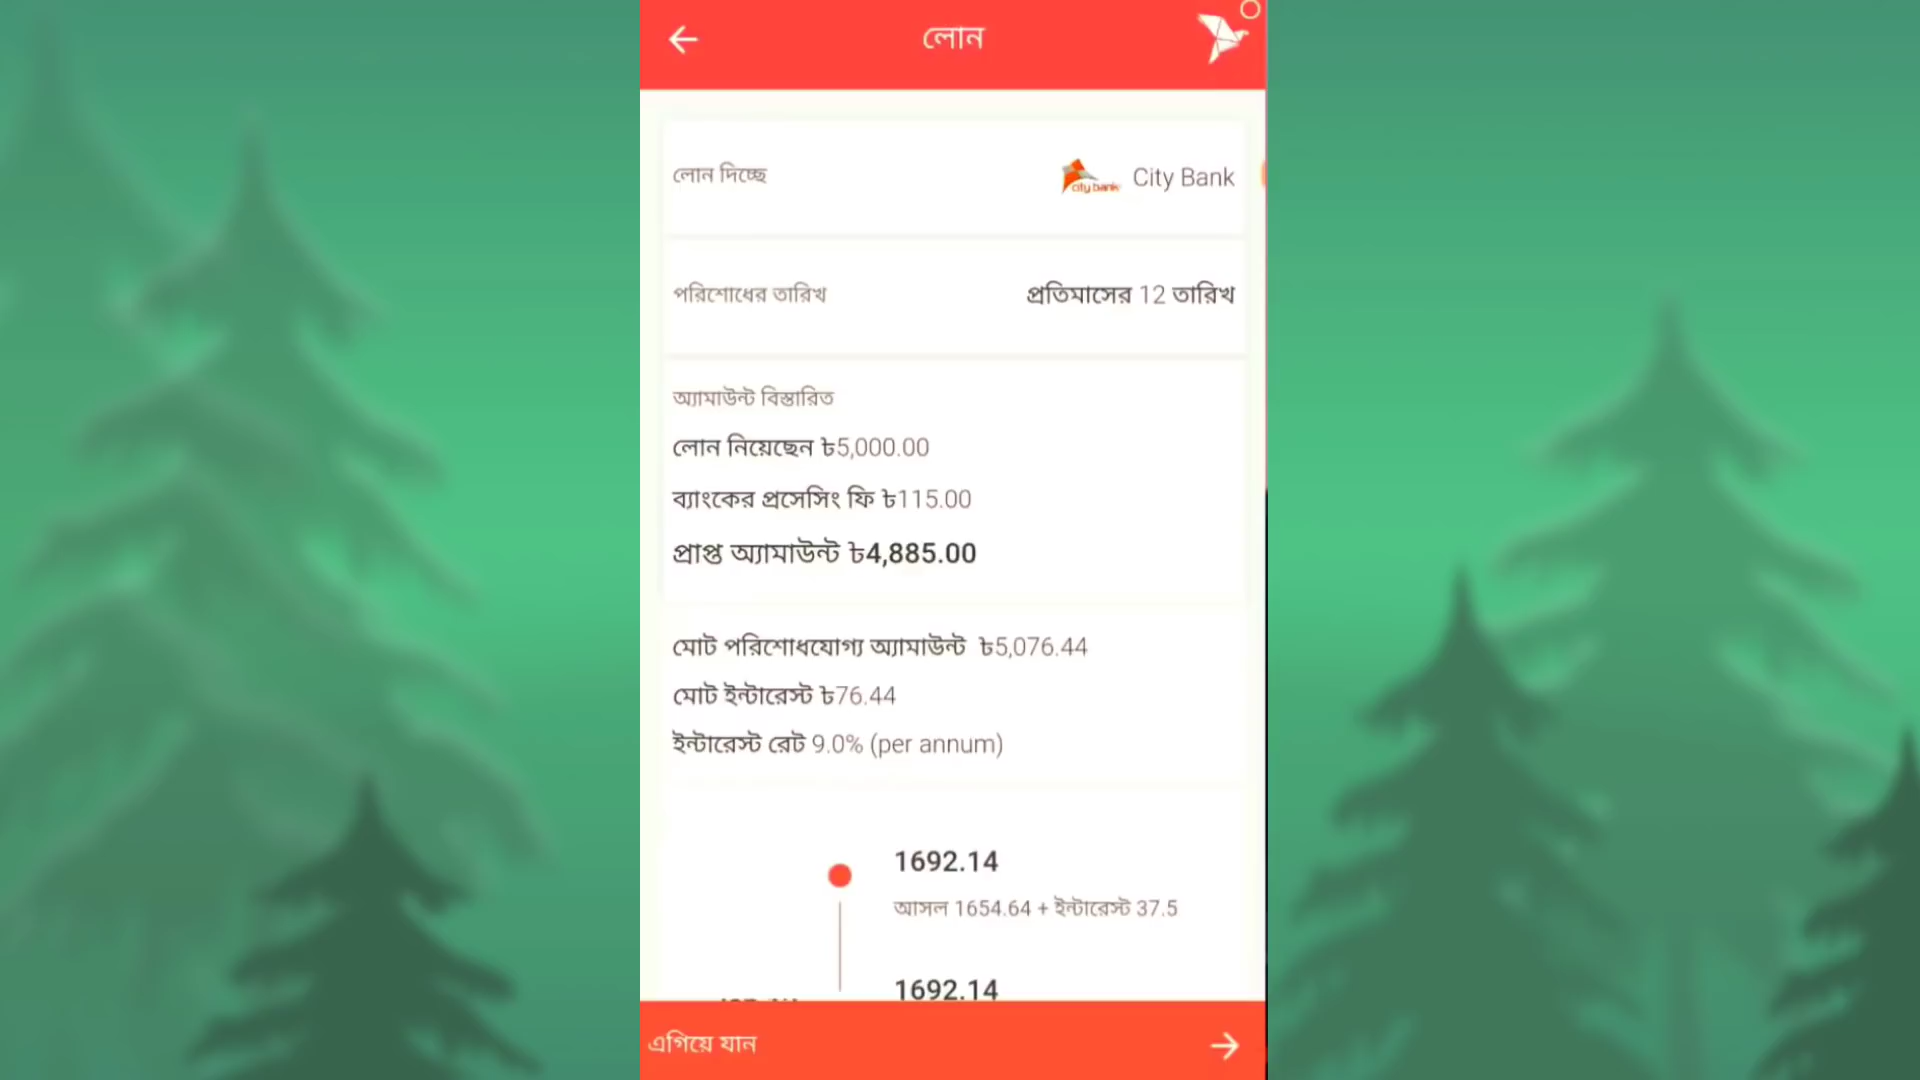 লোন
লোন দিচ্ছে
city bank City Bank
পরিশোধের তারিখ
প্রতিমাসের 12 তারিখ
অ্যামাউন্ট বিস্তারিত
লোন নিয়েছেন ৳5,000.00
ব্যাংকের প্রসেসিং ফি ৳115.00
প্রাপ্ত অ্যামাউন্ট ৳4,885.00
মোট পরিশোধযোগ্য অ্যামাউন্ট ৳5,076.44
মোট ইন্টারেস্ট ৳76.44
ইন্টারেস্ট রেট 9.0% (per annum)
1692.14
আসল 1654.64 + ইন্টারেস্ট 37.5
1692.14
এগিয়ে যান